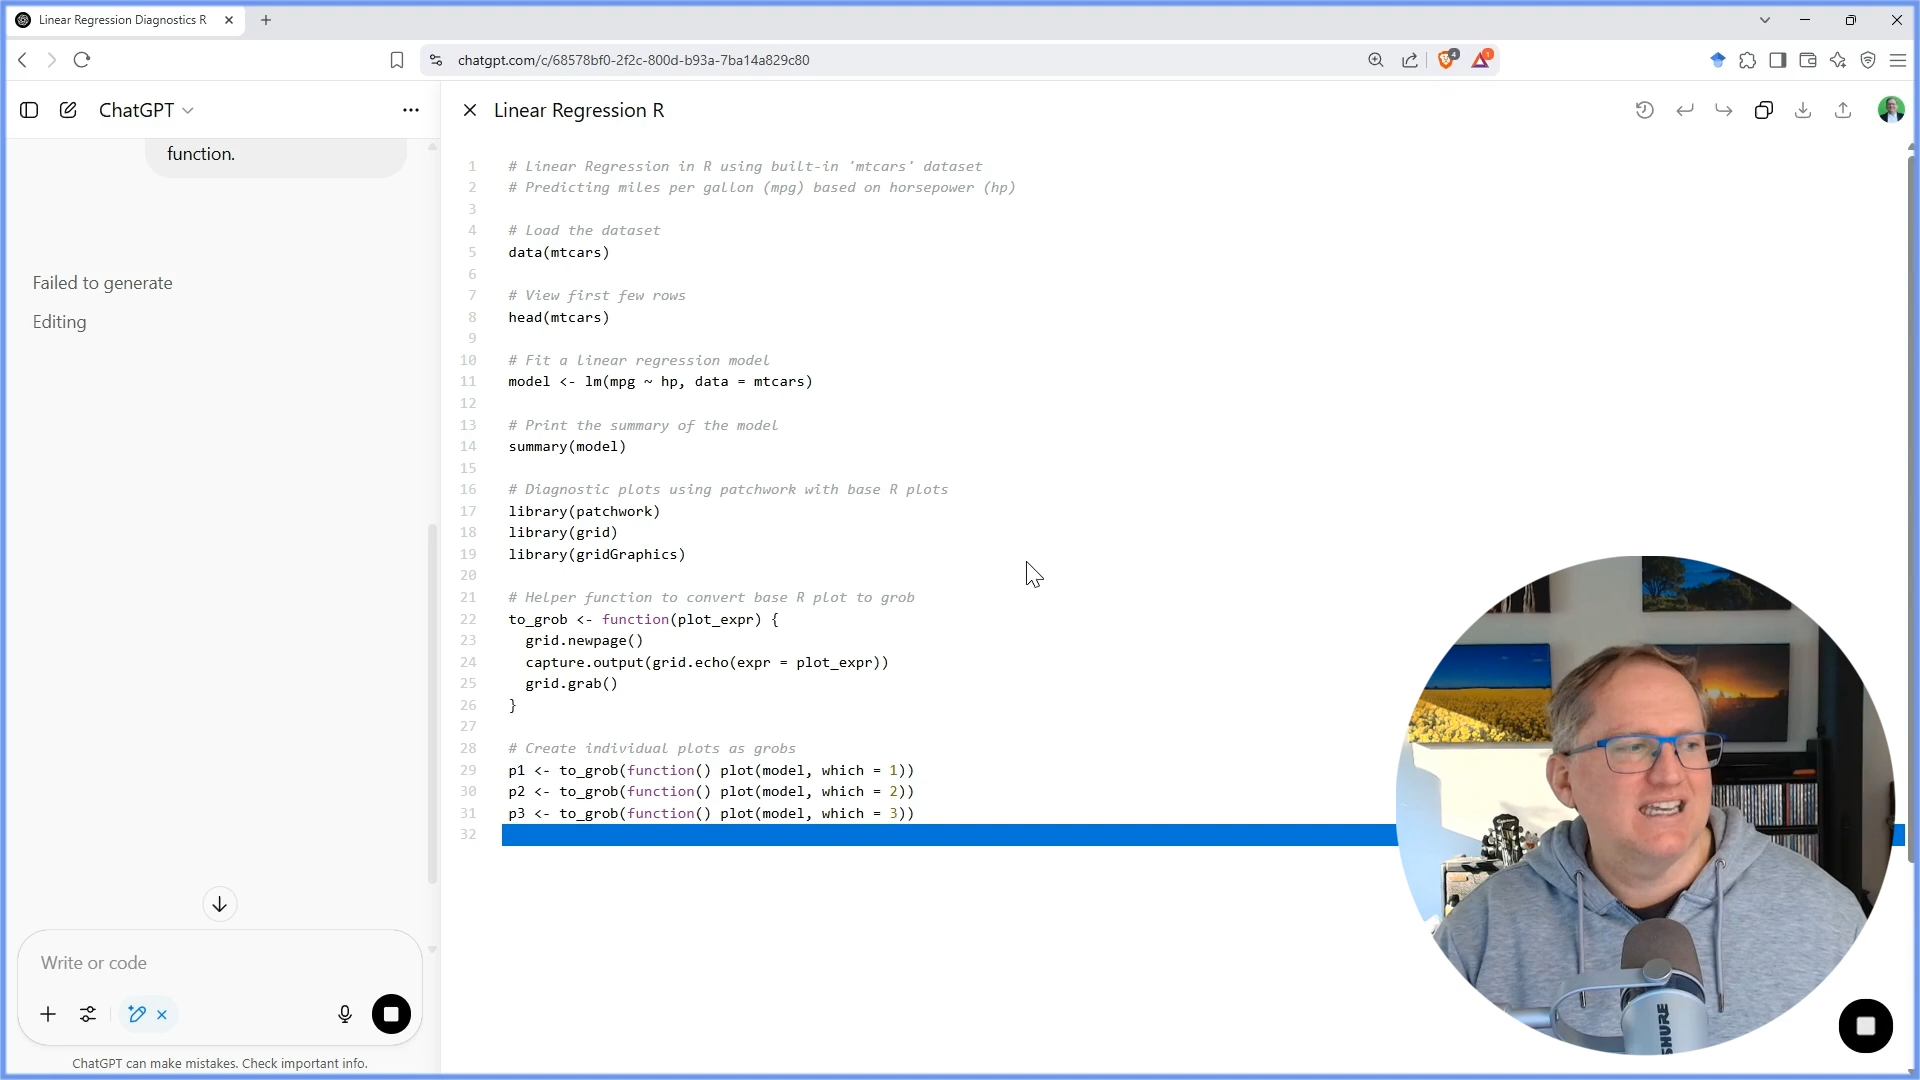 Linear Regression Diagnostics R
chatgpt.com/c/68578bf0-2f2c-800d-b93a-7ba14a829c80
4
1
ChatGPT
Linear Regression R
function.
Failed to generate
Editing
1 # Linear Regression in R using built-in 'mtcars' dataset
2 # Predicting miles per gallon (mpg) based on horsepower (hp)
3
4 # Load the dataset
5 data(mtcars)
6
7 # View first few rows
8 head(mtcars)
9
10 # Fit a linear regression model
11 model <- lm(mpg ~ hp, data = mtcars)
12
13 # Print the summary of the model
14 summary(model)
15
16 # Diagnostic plots using patchwork with base R plots
17 library(patchwork)
18 library(grid)
19 library(gridGraphics)
20
21 # Helper function to convert base R plot to grob
22 to_grob <- function(plot_expr) {
23 grid.newpage()
24 capture.output(grid.echo(expr = plot_expr))
25 grid.grab()
26 }
27
28 # Create individual plots as grobs
29 p1 <- to_grob(function() plot(model, which = 1))
30 p2 <- to_grob(function() plot(model, which = 2))
31 p3 <- to_grob(function() plot(model, which = 3))
32
Write or code
ChatGPT can make mistakes. Check important info.
SHURE